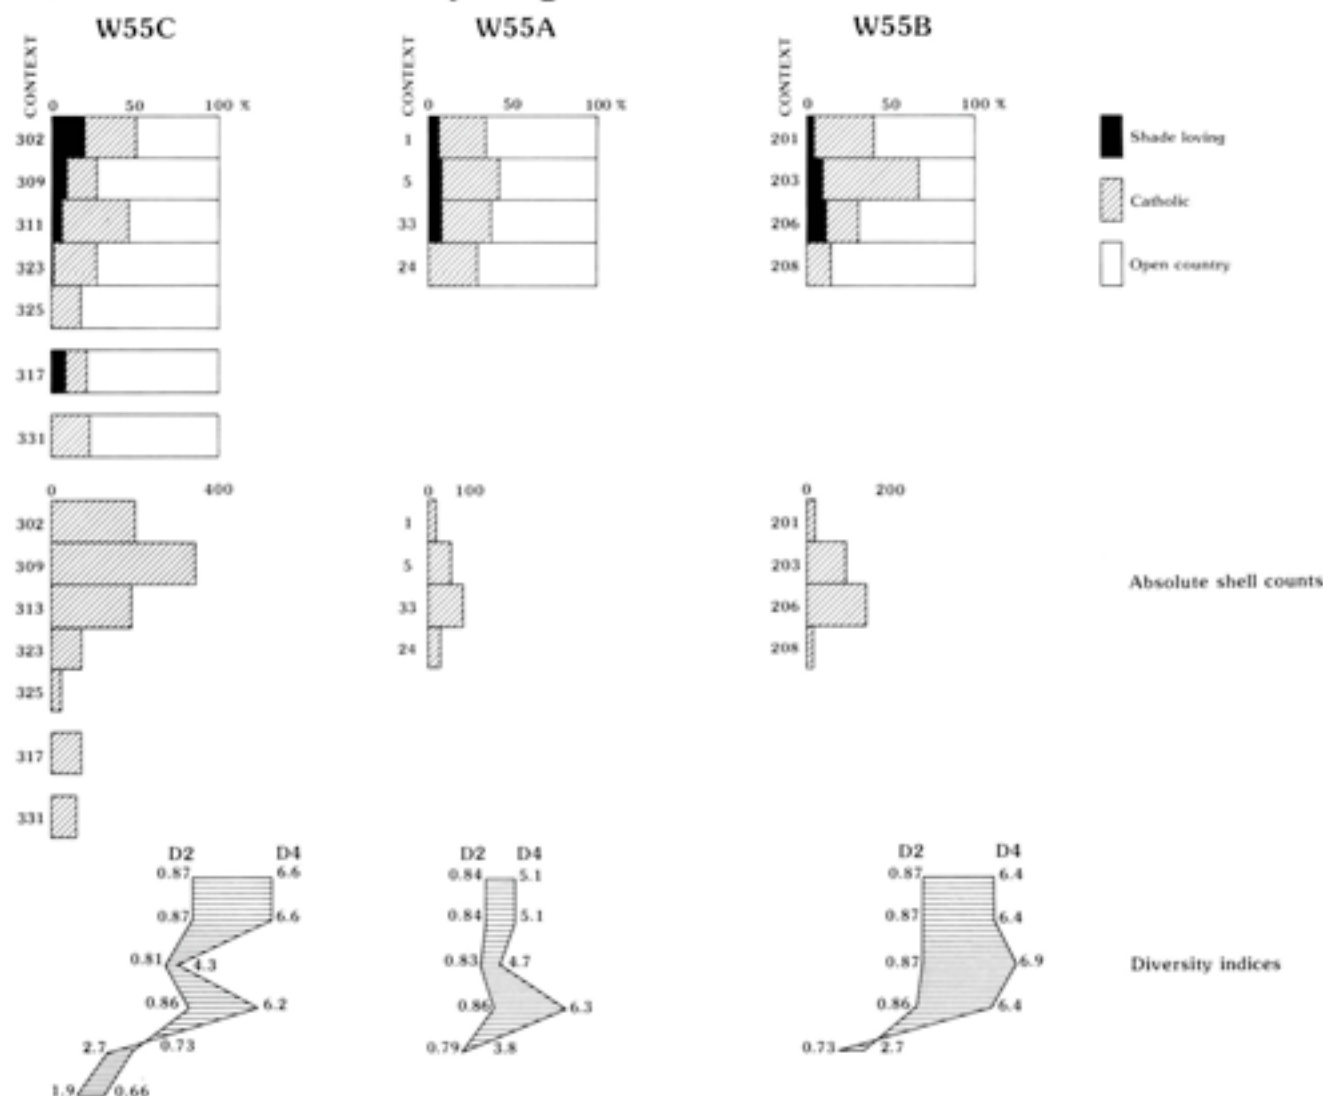 W55C W55A W55B
CONTEXT CONTEXT CONTEXT
0 50 100 % 0 50 100 % 0 50 100 %
302 1 201 Shade loving
309 5 203 Catholic
311 33 206
323 24 208 Open country
325
317
331
0 400 0 100 0 200
302 1 201
309 5 203 Absolute shell counts
313 33 206
323 24 208
325
317
331
D2 D4 D2 D4 D2 D4
0.87 6.6 0.84 5.1 0.87 6.4
0.87 6.6 0.84 5.1 0.87 6.4
0.81 4.3 0.83 4.7 0.87 6.9 Diversity indices
0.86 6.2 0.86 6.3 0.86 6.4
2.7 0.73 0.79 3.8 0.73 2.7
1.9 0.66